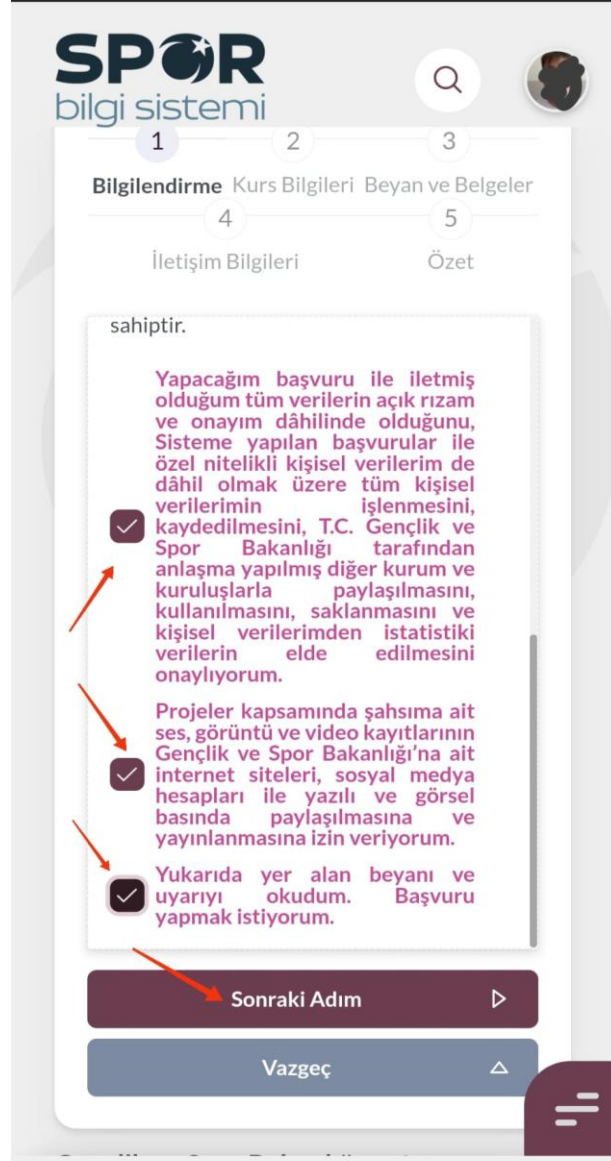 SPOR
bilgi sistemi
1 2 3
Bilgilendirme Kurs Bilgileri Beyan ve Belgeler
4 5
İletişim Bilgileri Özet
sahiptir.
Yapacağım başvuru ile iletmiş
olduğum tüm verilerin açık rızam
ve onayım dâhilinde olduğunu,
Sisteme yapılan başvurular ile
özel nitelikli kişisel verilerim de
dâhil olmak üzere tüm kişisel
verilerimin işlenmesini,
kaydedilmesini, T.C. Gençlik ve
Spor Bakanlığı tarafından
anlaşma yapılmış diğer kurum ve
kuruluşlarla paylaşılmasını,
kullanılmasını, saklanmasını ve
kişisel verilerimden istatistiki
verilerin elde edilmesini
onaylıyorum.
Projeler kapsamında şahsıma ait
ses, görüntü ve video kayıtlarının
Gençlik ve Spor Bakanlığı’na ait
internet siteleri, sosyal medya
hesapları ile yazılı ve görsel
basında paylaşılmasına ve
yayınlanmasına izin veriyorum.
Yukarıda yer alan beyanı ve
uyarıyı okudum. Başvuru
yapmak istiyorum.
Sonraki Adım
Vazgeç